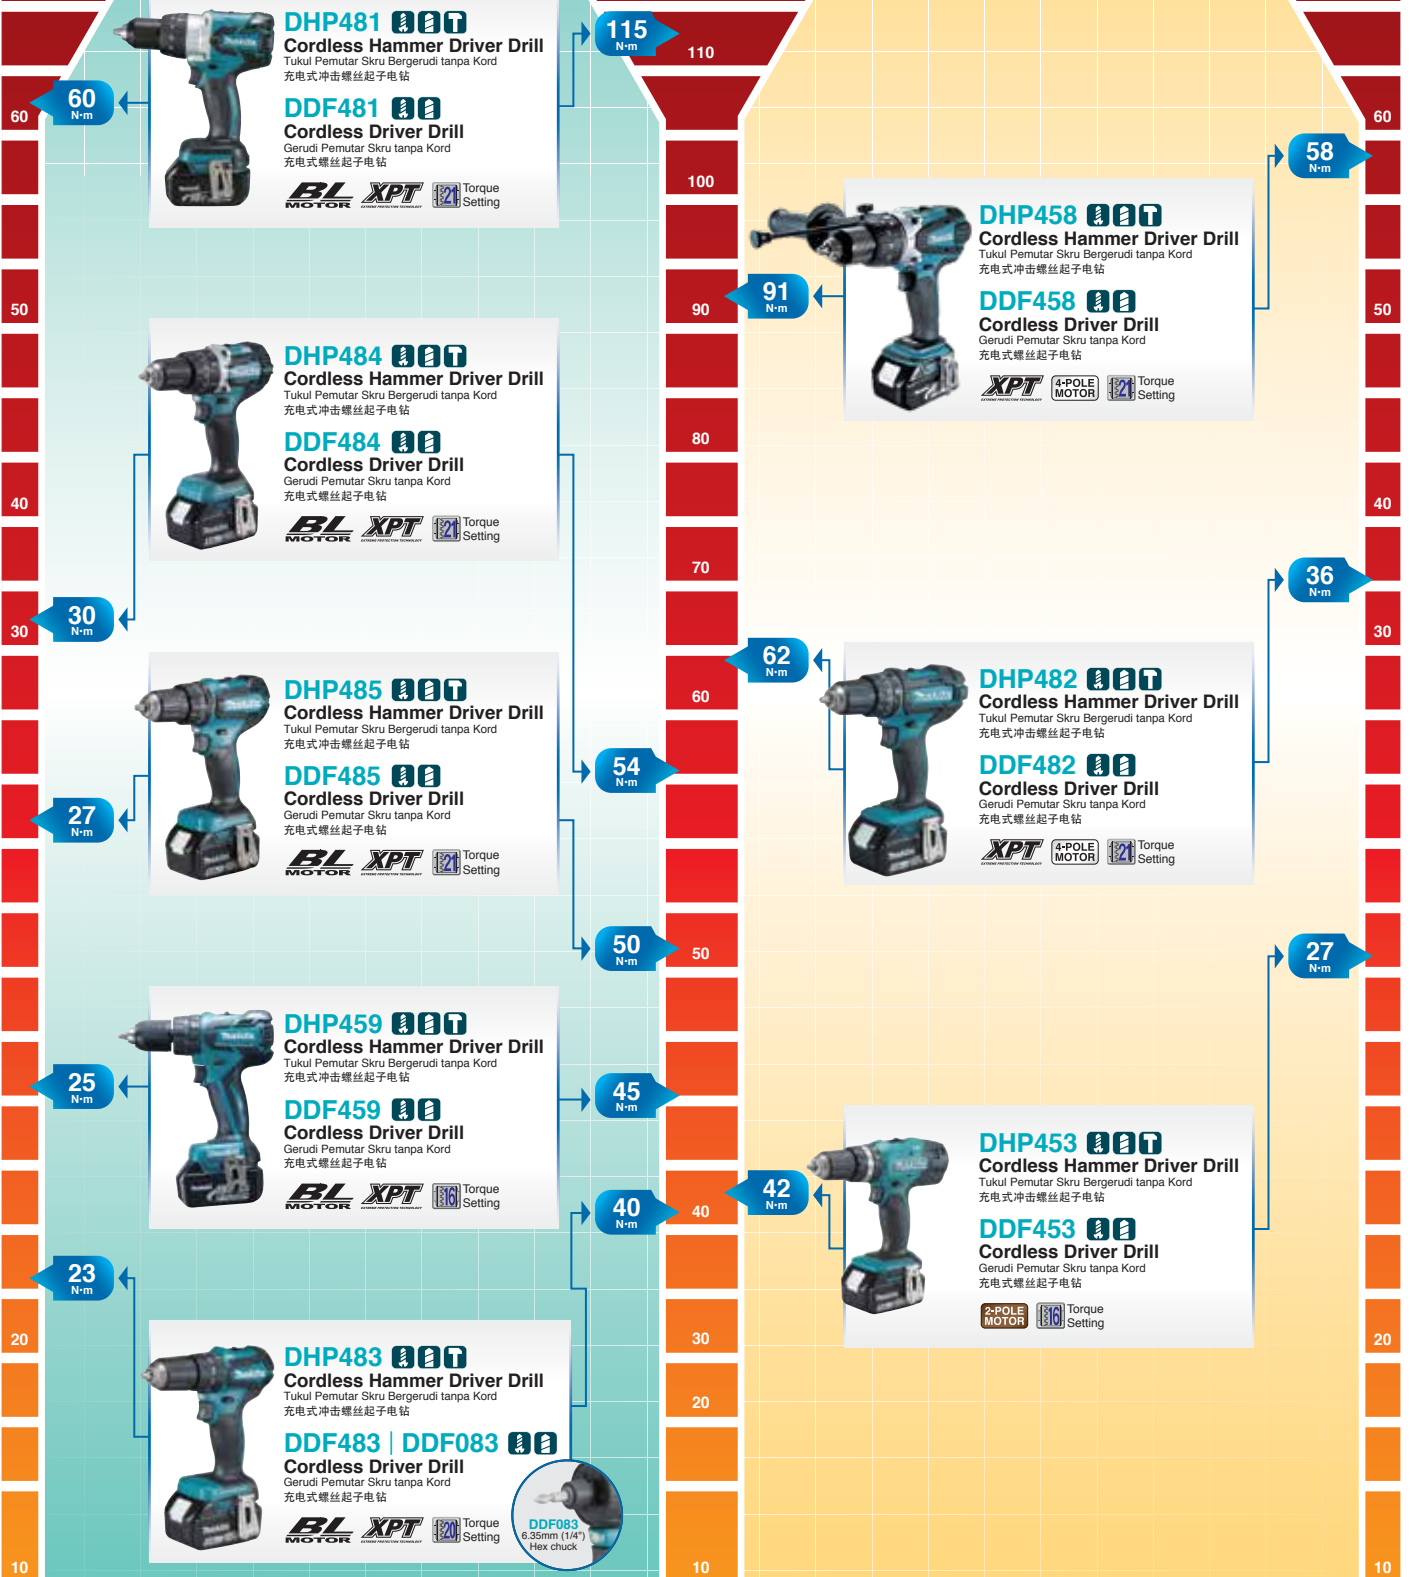 DHP481
Cordless Hammer Driver Drill
Tukul Pemutar Skru Bergerudi tanpa Kord
充电式冲击螺丝起子电钻
DDF481
Cordless Driver Drill
Gerudi Pemutar Skru tanpa Kord
充电式螺丝起子电钻
BL MOTOR XPT EXTREME PROTECTION TECHNOLOGY 21 Torque Setting
60 N·m
115 N·m
DHP484
Cordless Hammer Driver Drill
Tukul Pemutar Skru Bergerudi tanpa Kord
充电式冲击螺丝起子电钻
DDF484
Cordless Driver Drill
Gerudi Pemutar Skru tanpa Kord
充电式螺丝起子电钻
BL MOTOR XPT EXTREME PROTECTION TECHNOLOGY 21 Torque Setting
30 N·m
54 N·m
DHP485
Cordless Hammer Driver Drill
Tukul Pemutar Skru Bergerudi tanpa Kord
充电式冲击螺丝起子电钻
DDF485
Cordless Driver Drill
Gerudi Pemutar Skru tanpa Kord
充电式螺丝起子电钻
BL MOTOR XPT EXTREME PROTECTION TECHNOLOGY 21 Torque Setting
27 N·m
50 N·m
DHP459
Cordless Hammer Driver Drill
Tukul Pemutar Skru Bergerudi tanpa Kord
充电式冲击螺丝起子电钻
DDF459
Cordless Driver Drill
Gerudi Pemutar Skru tanpa Kord
充电式螺丝起子电钻
BL MOTOR XPT EXTREME PROTECTION TECHNOLOGY 16 Torque Setting
25 N·m
45 N·m
DHP483
Cordless Hammer Driver Drill
Tukul Pemutar Skru Bergerudi tanpa Kord
充电式冲击螺丝起子电钻
DDF483 | DDF083
Cordless Driver Drill
Gerudi Pemutar Skru tanpa Kord
充电式螺丝起子电钻
BL MOTOR XPT EXTREME PROTECTION TECHNOLOGY 20 Torque Setting
DDF083
6.35mm (1/4")
Hex chuck
23 N·m
40 N·m
60
50
40
30
20
10
110
100
90
80
70
60
50
40
30
20
10
DHP458
Cordless Hammer Driver Drill
Tukul Pemutar Skru Bergerudi tanpa Kord
充电式冲击螺丝起子电钻
DDF458
Cordless Driver Drill
Gerudi Pemutar Skru tanpa Kord
充电式螺丝起子电钻
XPT EXTREME PROTECTION TECHNOLOGY 4-POLE MOTOR 21 Torque Setting
91 N·m
58 N·m
DHP482
Cordless Hammer Driver Drill
Tukul Pemutar Skru Bergerudi tanpa Kord
充电式冲击螺丝起子电钻
DDF482
Cordless Driver Drill
Gerudi Pemutar Skru tanpa Kord
充电式螺丝起子电钻
XPT EXTREME PROTECTION TECHNOLOGY 4-POLE MOTOR 21 Torque Setting
62 N·m
36 N·m
DHP453
Cordless Hammer Driver Drill
Tukul Pemutar Skru Bergerudi tanpa Kord
充电式冲击螺丝起子电钻
DDF453
Cordless Driver Drill
Gerudi Pemutar Skru tanpa Kord
充电式螺丝起子电钻
2-POLE MOTOR 16 Torque Setting
42 N·m
27 N·m
60
50
40
30
20
10